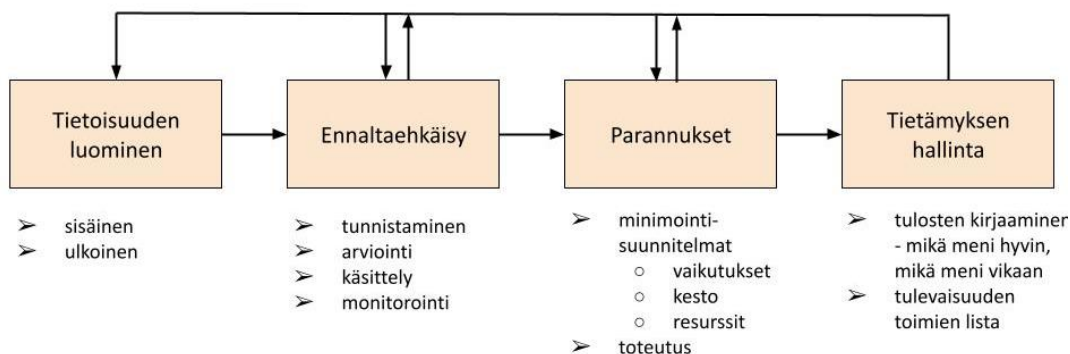 Tietoisuuden
luominen
Ennaltaehkäisy
Parannukset
Tietämyksen
hallinta
➢ sisäinen
➢ ulkoinen
➢ tunnistaminen
➢ arviointi
➢ käsittely
➢ monitorointi
➢ minimointi-
suunnitelmat
○ vaikutukset
○ kesto
○ resurssit
➢ toteutus
➢ tulosten kirjaaminen
- mikä meni hyvin,
mikä meni vikaan
➢ tulevaisuuden
toimien lista